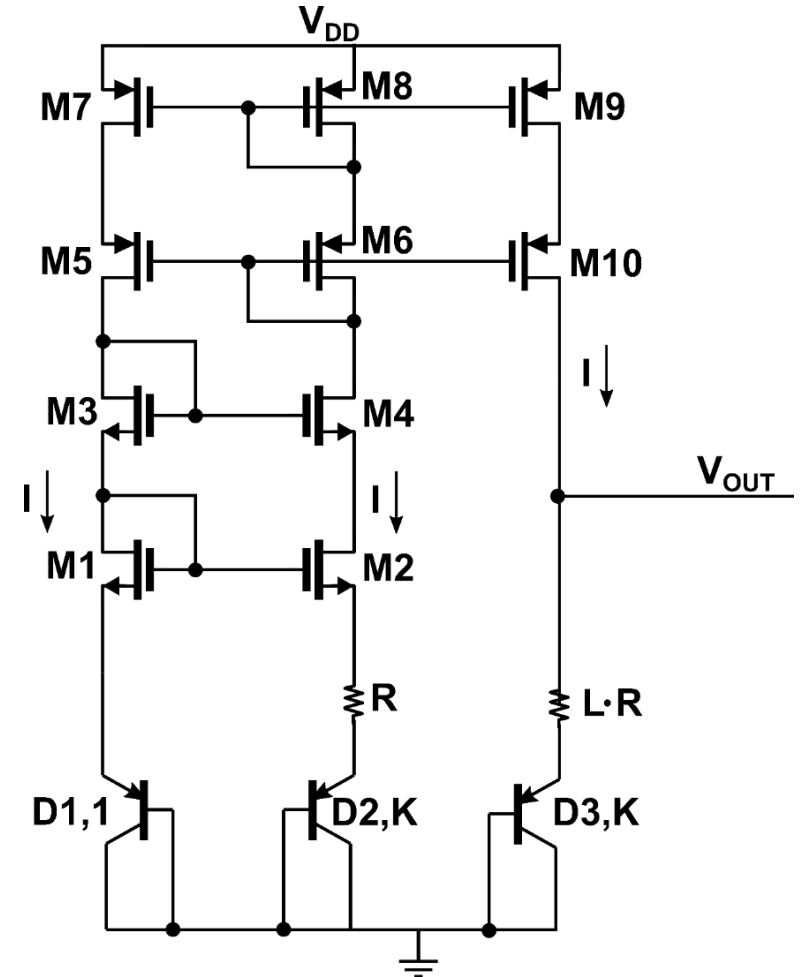 VDD
M7 M8 M9
M5 M6 M10
I
M3 M4
VOUT
I I
M1 M2
R L·R
D1,1 D2,K D3,K